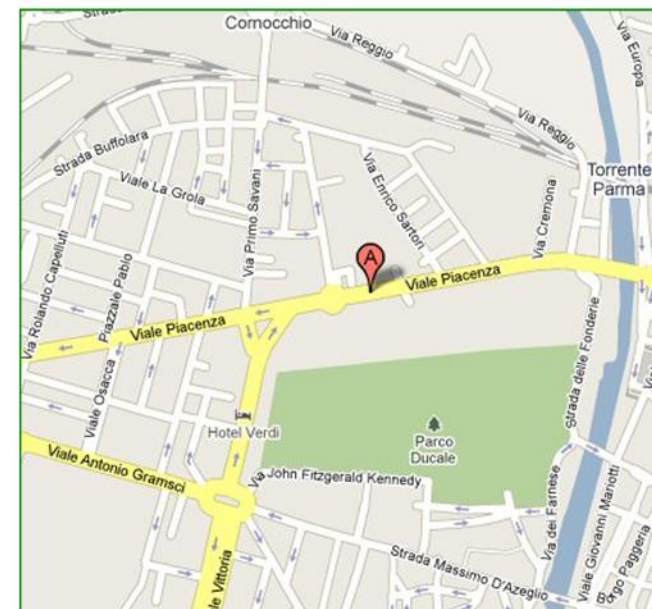 Cornocchio
Via Reggio
Via Europa
Strada Buffolara
Via Reggio
Viale La Grola
Via Enrico Sartori
Torrente
Parma
Via Primo Savani
Via Cremona
A
Via Rolando Capelluti
Piazzale Pablo
Viale Piacenza
Viale Piacenza
Viale Osacca
Strada delle Fonderie
Hotel Verdi
Parco
Ducale
Viale Antonio Gramsci
Via John Fitzgerald Kennedy
Via dei Farnese
Viale Giovanni Mariotti
Borgo Paggeria
Strada Massimo D'Azeglio
Vittoria